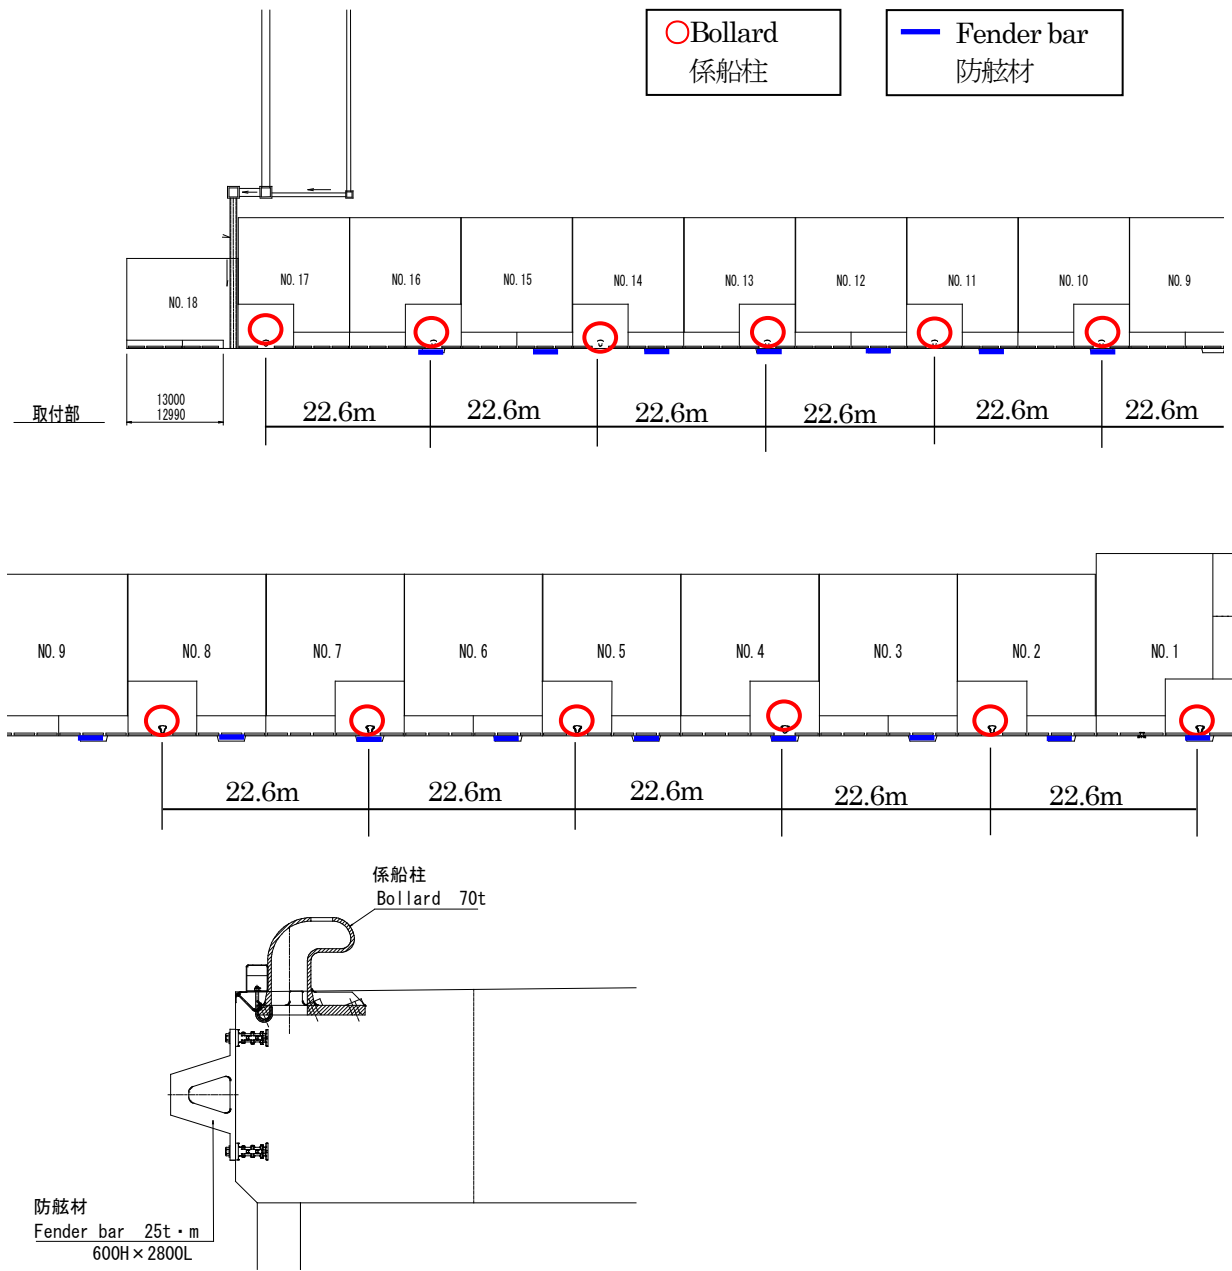 Bollard
係船柱
Fender bar
防舷材
NO.17
NO.16
NO.15
NO.14
NO.13
NO.12
NO.11
NO.10
NO.9
NO.18
13000
12990
取付部
22.6m
22.6m
22.6m
22.6m
22.6m
22.6m
NO.9
NO.8
NO.7
NO.6
NO.5
NO.4
NO.3
NO.2
NO.1
22.6m
22.6m
22.6m
22.6m
22.6m
係船柱
Bollard 70t
防舷材
Fender bar 25t・m
600H×2800L